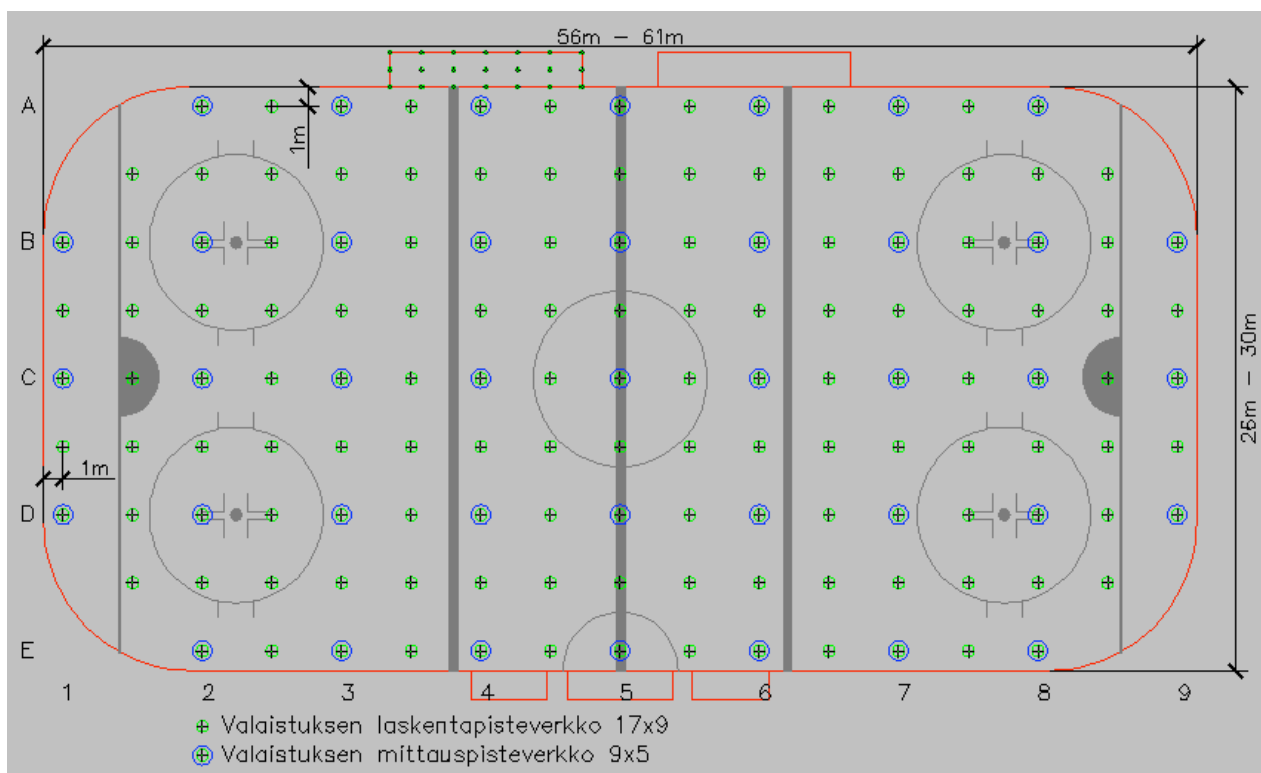 56m - 61m
A
1m
B
C
26m - 30m
1m
D
E
1 2 3 4 5 6 7 8 9
Valaistuksen laskentapisteverkko 17x9
Valaistuksen mittauspisteverkko 9x5